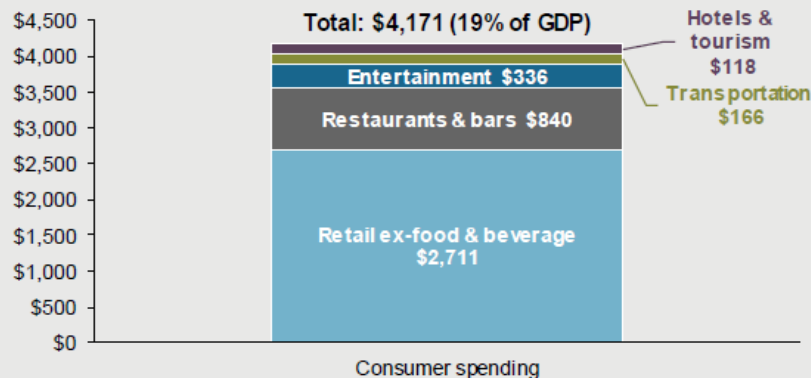 Total: $4,171 (19% of GDP)
$4,500
$4,000
$3,500
$3,000
$2,500
$2,000
$1,500
$1,000
$500
$0
Hotels &
tourism
$118
Transportation
$166
Entertainment $336
Restaurants & bars $840
Retail ex-food & beverage
$2,711
Consumer spending